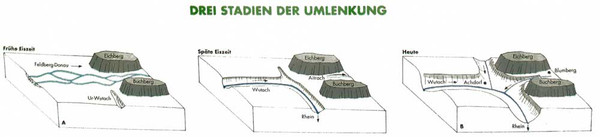 DREI STADIEN DER UMLENKUNG
Frühe Eiszeit
Eichberg
Feldberg-Donau
Buchberg
Ur-Wutach
A
Späte Eiszeit
Eichberg
Aitrach
Buchberg
Wutach
Rhein
Heute
Eichberg
Blumberg
Wutach
Achdorf
Buchberg
Rhein
B